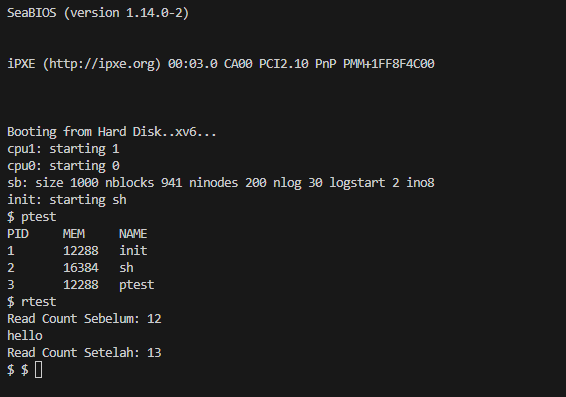 SeaBIOS (version 1.14.0-2)
iPXE (http://ipxe.org) 00:03.0 CA00 PCI2.10 PnP PMM+1FF8F4C00
Booting from Hard Disk..xv6...
cpu1: starting 1
cpu0: starting 0
sb: size 1000 nblocks 941 ninodes 200 nlog 30 logstart 2 ino8
init: starting sh
$ ptest
PID     MEM     NAME
1       12288   init
2       16384   sh
3       12288   ptest
$ rtest
Read Count Sebelum: 12
hello
Read Count Setelah: 13
$ $